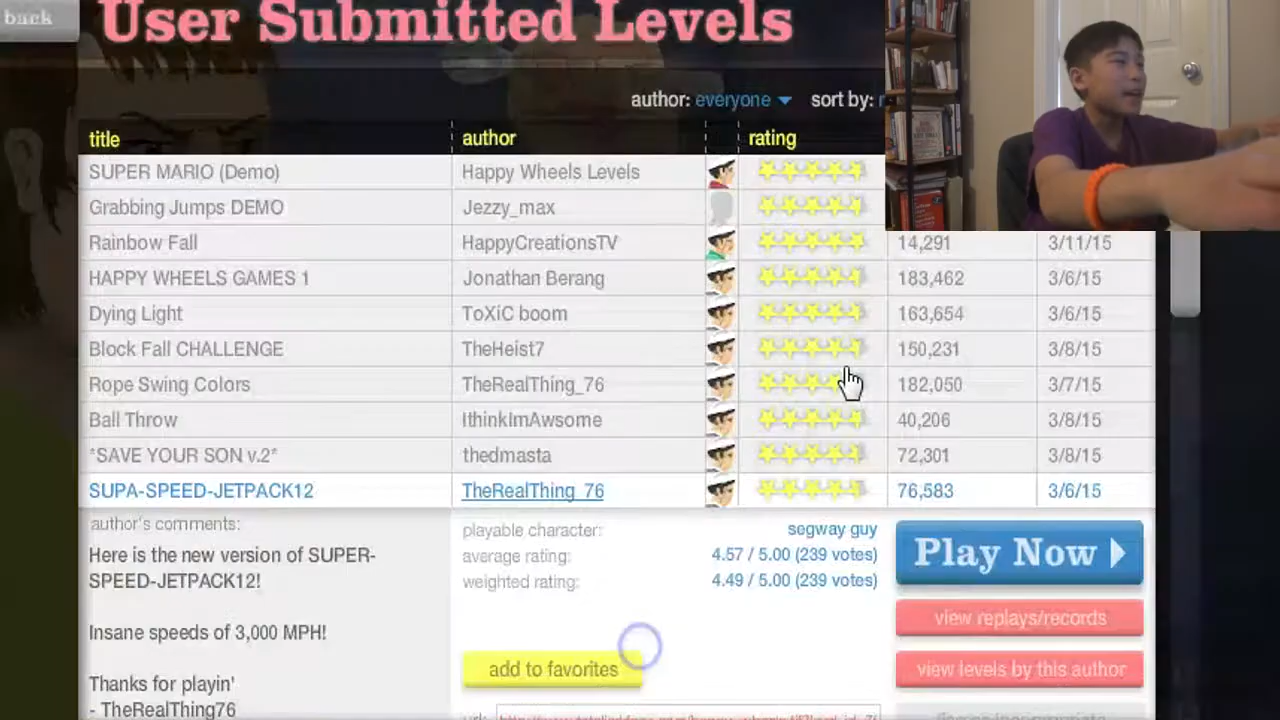 back
User Submitted Levels
author: everyone sort by:
title author rating
SUPER MARIO (Demo) Happy Wheels Levels
Grabbing Jumps DEMO Jezzy_max
Rainbow Fall HappyCreationsTV 14,291 3/11/15
HAPPY WHEELS GAMES 1 Jonathan Berang 183,462 3/6/15
Dying Light ToXiC boom 163,654 3/6/15
Block Fall CHALLENGE TheHeist7 150,231 3/8/15
Rope Swing Colors TheRealThing_76 182,050 3/7/15
Ball Throw IthinkImAwsome 40,206 3/8/15
*SAVE YOUR SON v.2* thedmasta 72,301 3/8/15
SUPA-SPEED-JETPACK12 TheRealThing_76 76,583 3/6/15
author's comments:
Here is the new version of SUPER-
SPEED-JETPACK12!
Insane speeds of 3,000 MPH!
Thanks for playin'
- TheRealThing76
playable character: segway guy
average rating: 4.57 / 5.00 (239 votes)
weighted rating: 4.49 / 5.00 (239 votes)
add to favorites
Play Now
view replays/records
view levels by this author